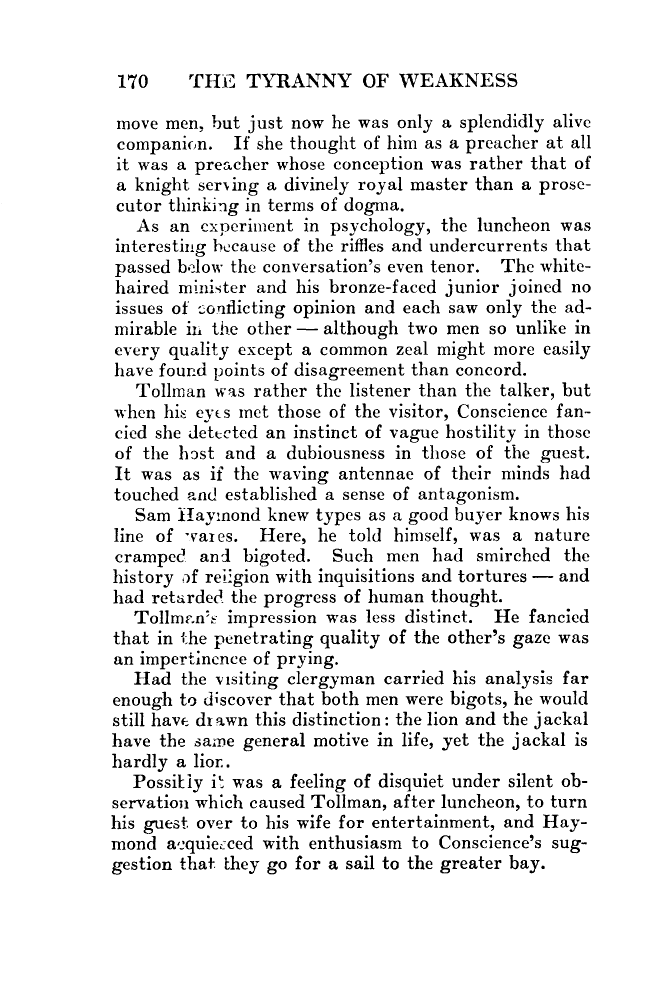 170 THE TYRANNY OF WEAKNESS
move men, but just now he was only a splendidly alive
companion. If she thought of him as a preacher at all
it was a preacher whose conception was rather that of
a knight serving a divinely royal master than a prose-
cutor thinking in terms of dogma.
As an experiment in psychology, the luncheon was
interesting because of the riffles and undercurrents that
passed below the conversation's even tenor. The white-
haired minister and his bronze-faced junior joined no
issues of conflicting opinion and each saw only the ad-
mirable in the other — although two men so unlike in
every quality except a common zeal might more easily
have found points of disagreement than concord.
Tollman was rather the listener than the talker, but
when his eyes met those of the visitor, Conscience fan-
cied she detected an instinct of vague hostility in those
of the host and a dubiousness in those of the guest.
It was as if the waving antennae of their minds had
touched and established a sense of antagonism.
Sam Haymond knew types as a good buyer knows his
line of wares. Here, he told himself, was a nature
cramped and bigoted. Such men had smirched the
history of religion with inquisitions and tortures — and
had retarded the progress of human thought.
Tollman's impression was less distinct. He fancied
that in the penetrating quality of the other's gaze was
an impertinence of prying.
Had the visiting clergyman carried his analysis far
enough to discover that both men were bigots, he would
still have drawn this distinction: the lion and the jackal
have the same general motive in life, yet the jackal is
hardly a lion.
Possibly it was a feeling of disquiet under silent ob-
servation which caused Tollman, after luncheon, to turn
his guest over to his wife for entertainment, and Hay-
mond acquiesced with enthusiasm to Conscience's sug-
gestion that they go for a sail to the greater bay.